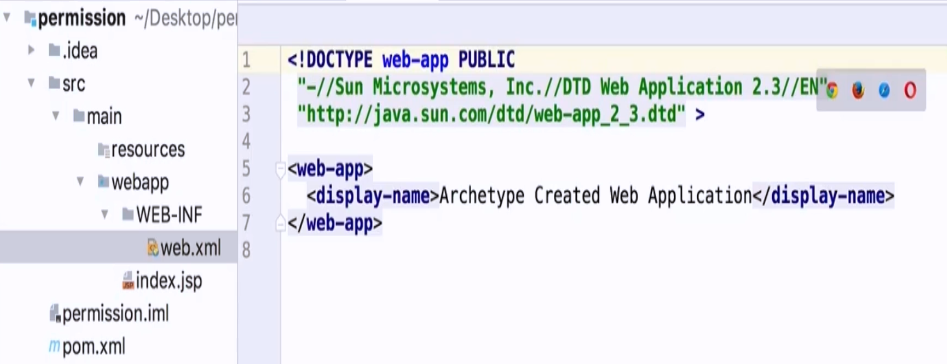 permission ~/Desktop/pe
.idea
src
main
resources
webapp
WEB-INF
web.xml
index.jsp
permission.iml
pom.xml
1 <!DOCTYPE web-app PUBLIC
2 "-//Sun Microsystems, Inc.//DTD Web Application 2.3//EN"
3 "http://java.sun.com/dtd/web-app_2_3.dtd" >
4
5 <web-app>
6 <display-name>Archetype Created Web Application</display-name>
7 </web-app>
8